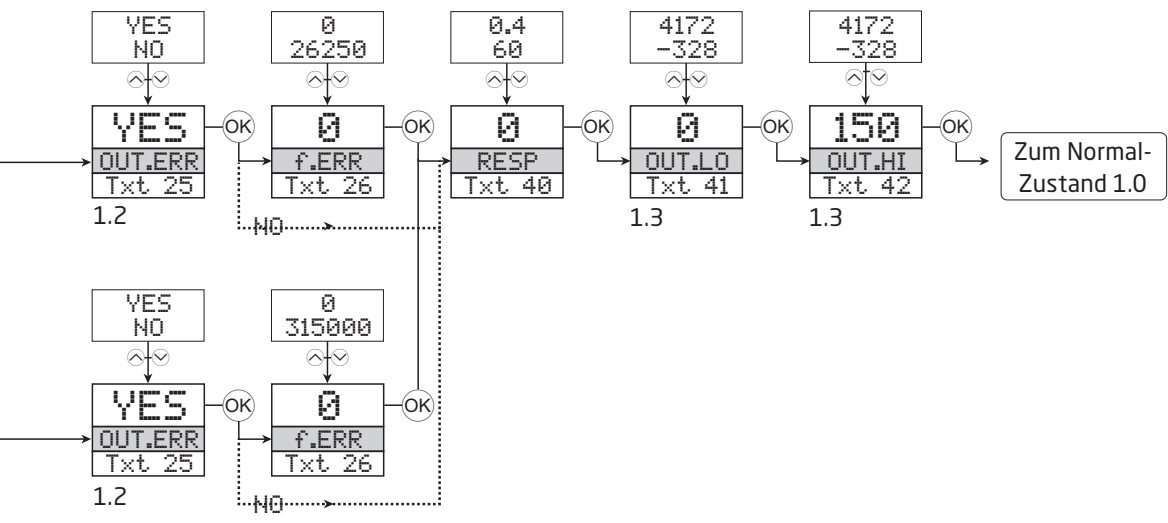 YES
NO
0
26250
0.4
60
4172
-328
4172
-328
YES
OUT.ERR
Txt 25
1.2
OK
0
f.ERR
Txt 26
OK
0
RESP
Txt 40
OK
0
OUT.LO
Txt 41
1.3
OK
150
OUT.HI
Txt 42
1.3
OK
Zum Normal-
Zustand 1.0
NO
YES
NO
0
315000
YES
OUT.ERR
Txt 25
1.2
OK
0
f.ERR
Txt 26
OK
NO